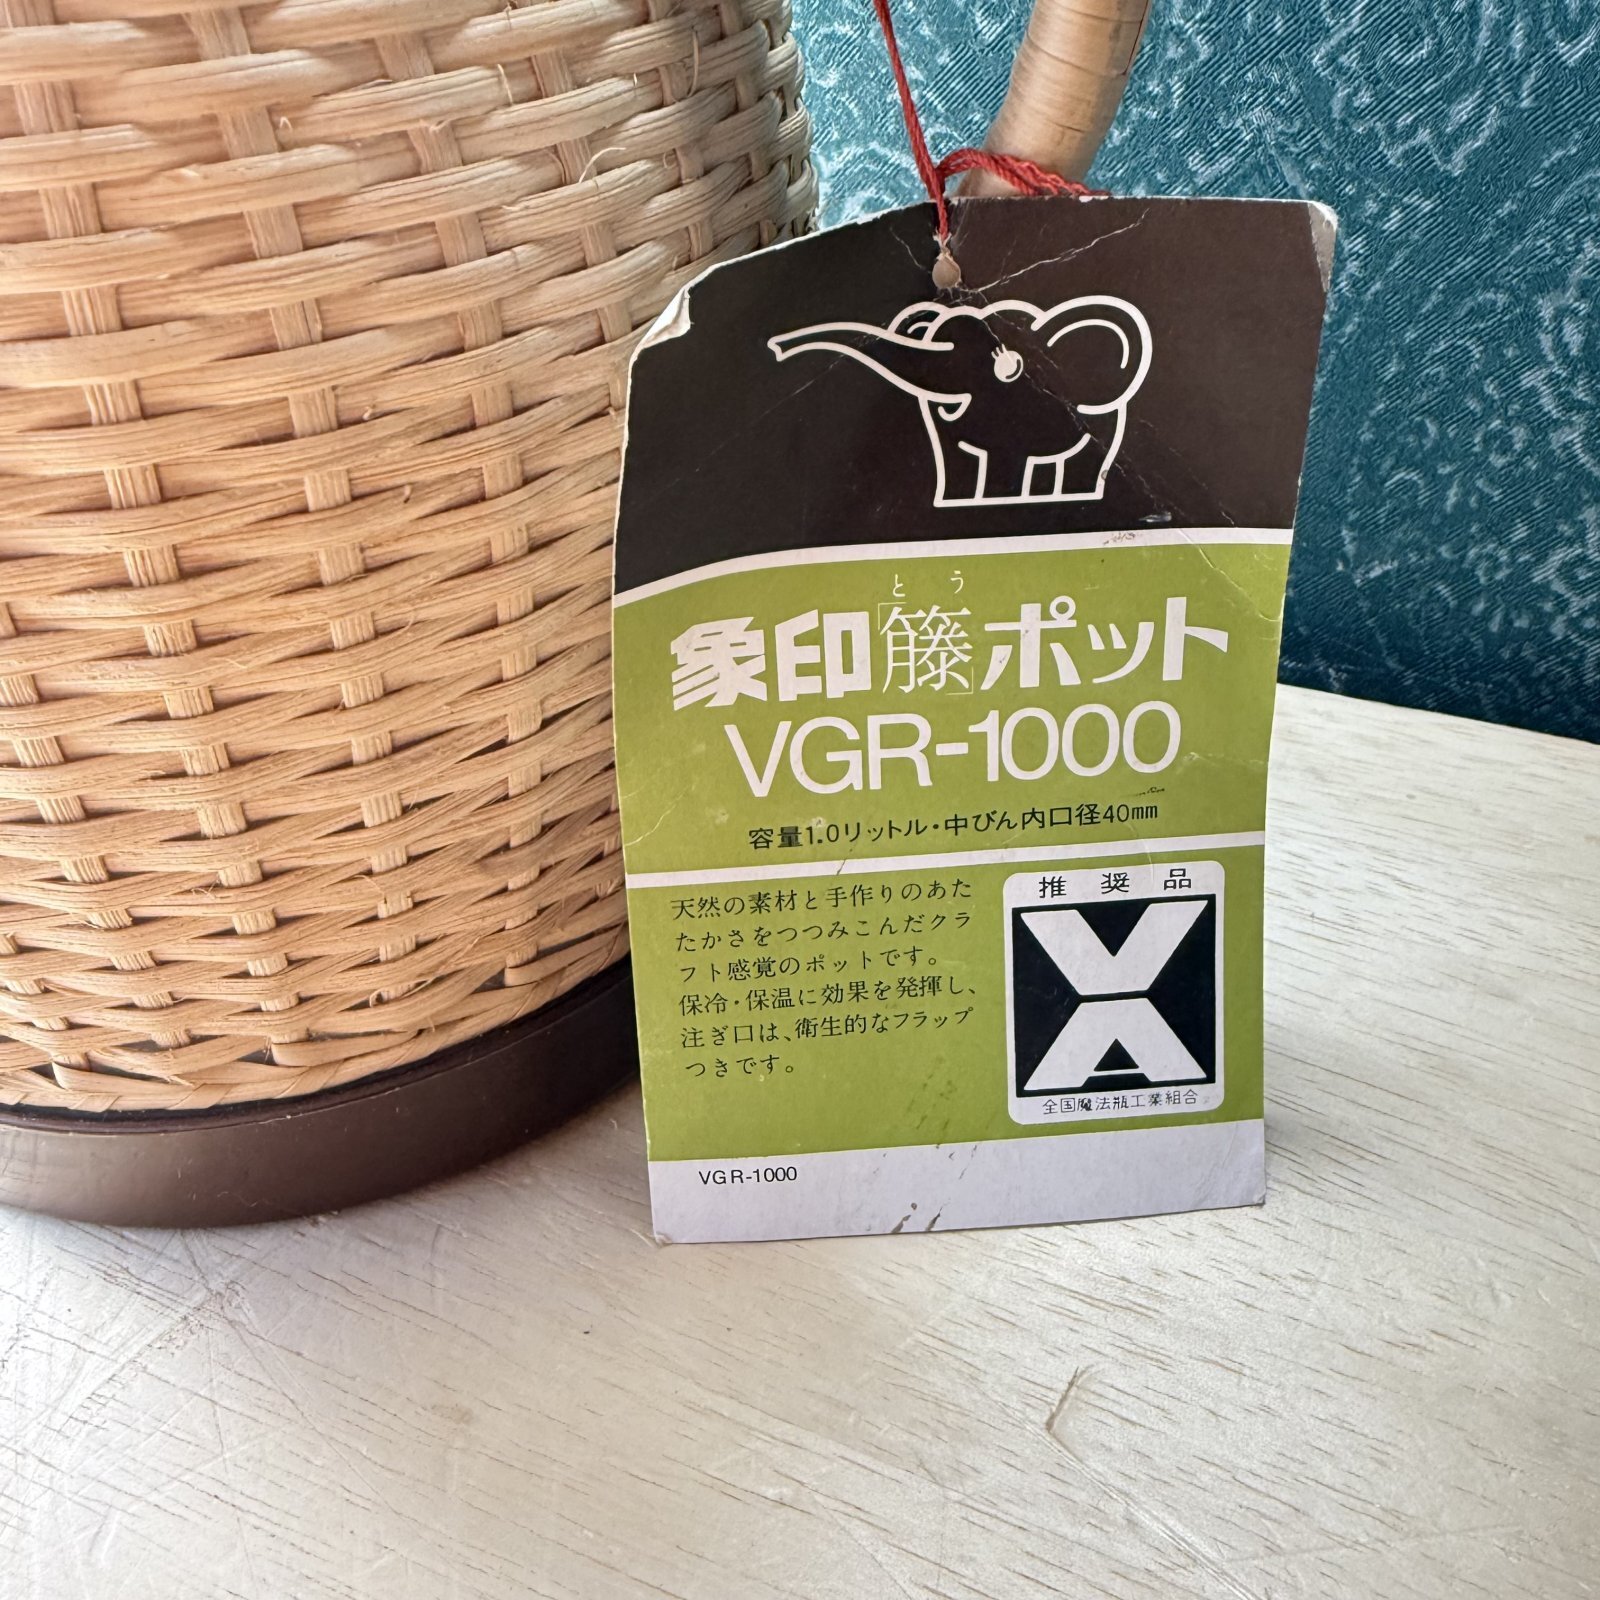 とう
象印「籐」ポット
VGR-1000
容量1.0リットル・中びん内口径40mm
天然の素材と手作りのあた
たかさをつつみこんだクラ
フト感覚のポットです。
保冷・保温に効果を発揮し、
注ぎ口は、衛生的なフラップ
つきです。
推奨品
VA
全国魔法瓶工業組合
VGR-1000